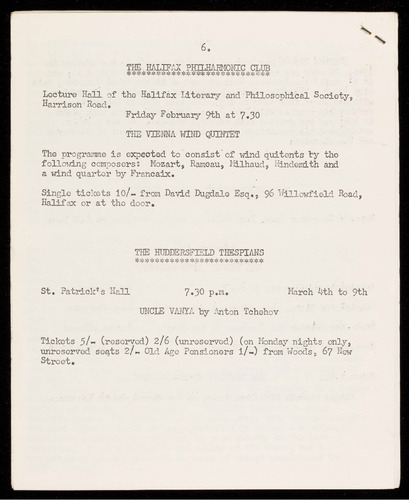 6.
THE HALIFAX PHILHARMONIC CLUB
****************************
Lecture Hall of the Halifax Literary and Philosophical Society,
Harrison Road.
Friday February 9th at 7.30
THE VIENNA WIND QUINTET
The programme is expected to consist of wind quitents by the
following composers: Mozart, Rameau, Milhaud, Hindemith and
a wind quarter by Francaix.
Single tickets 10/- from David Dugdale Esq., 96 Willowfield Road,
Halifax or at the door.
THE HUDDERSFIELD THESPIANS
**************************
St. Patrick's Hall 7.30 p.m. March 4th to 9th
UNCLE VANYA by Anton Tchehov
Tickets 5/- (reserved) 2/6 (unreserved) (on Monday nights only,
unreserved seats 2/- Old Age Pensioners 1/-) from Woods, 67 New
Street.